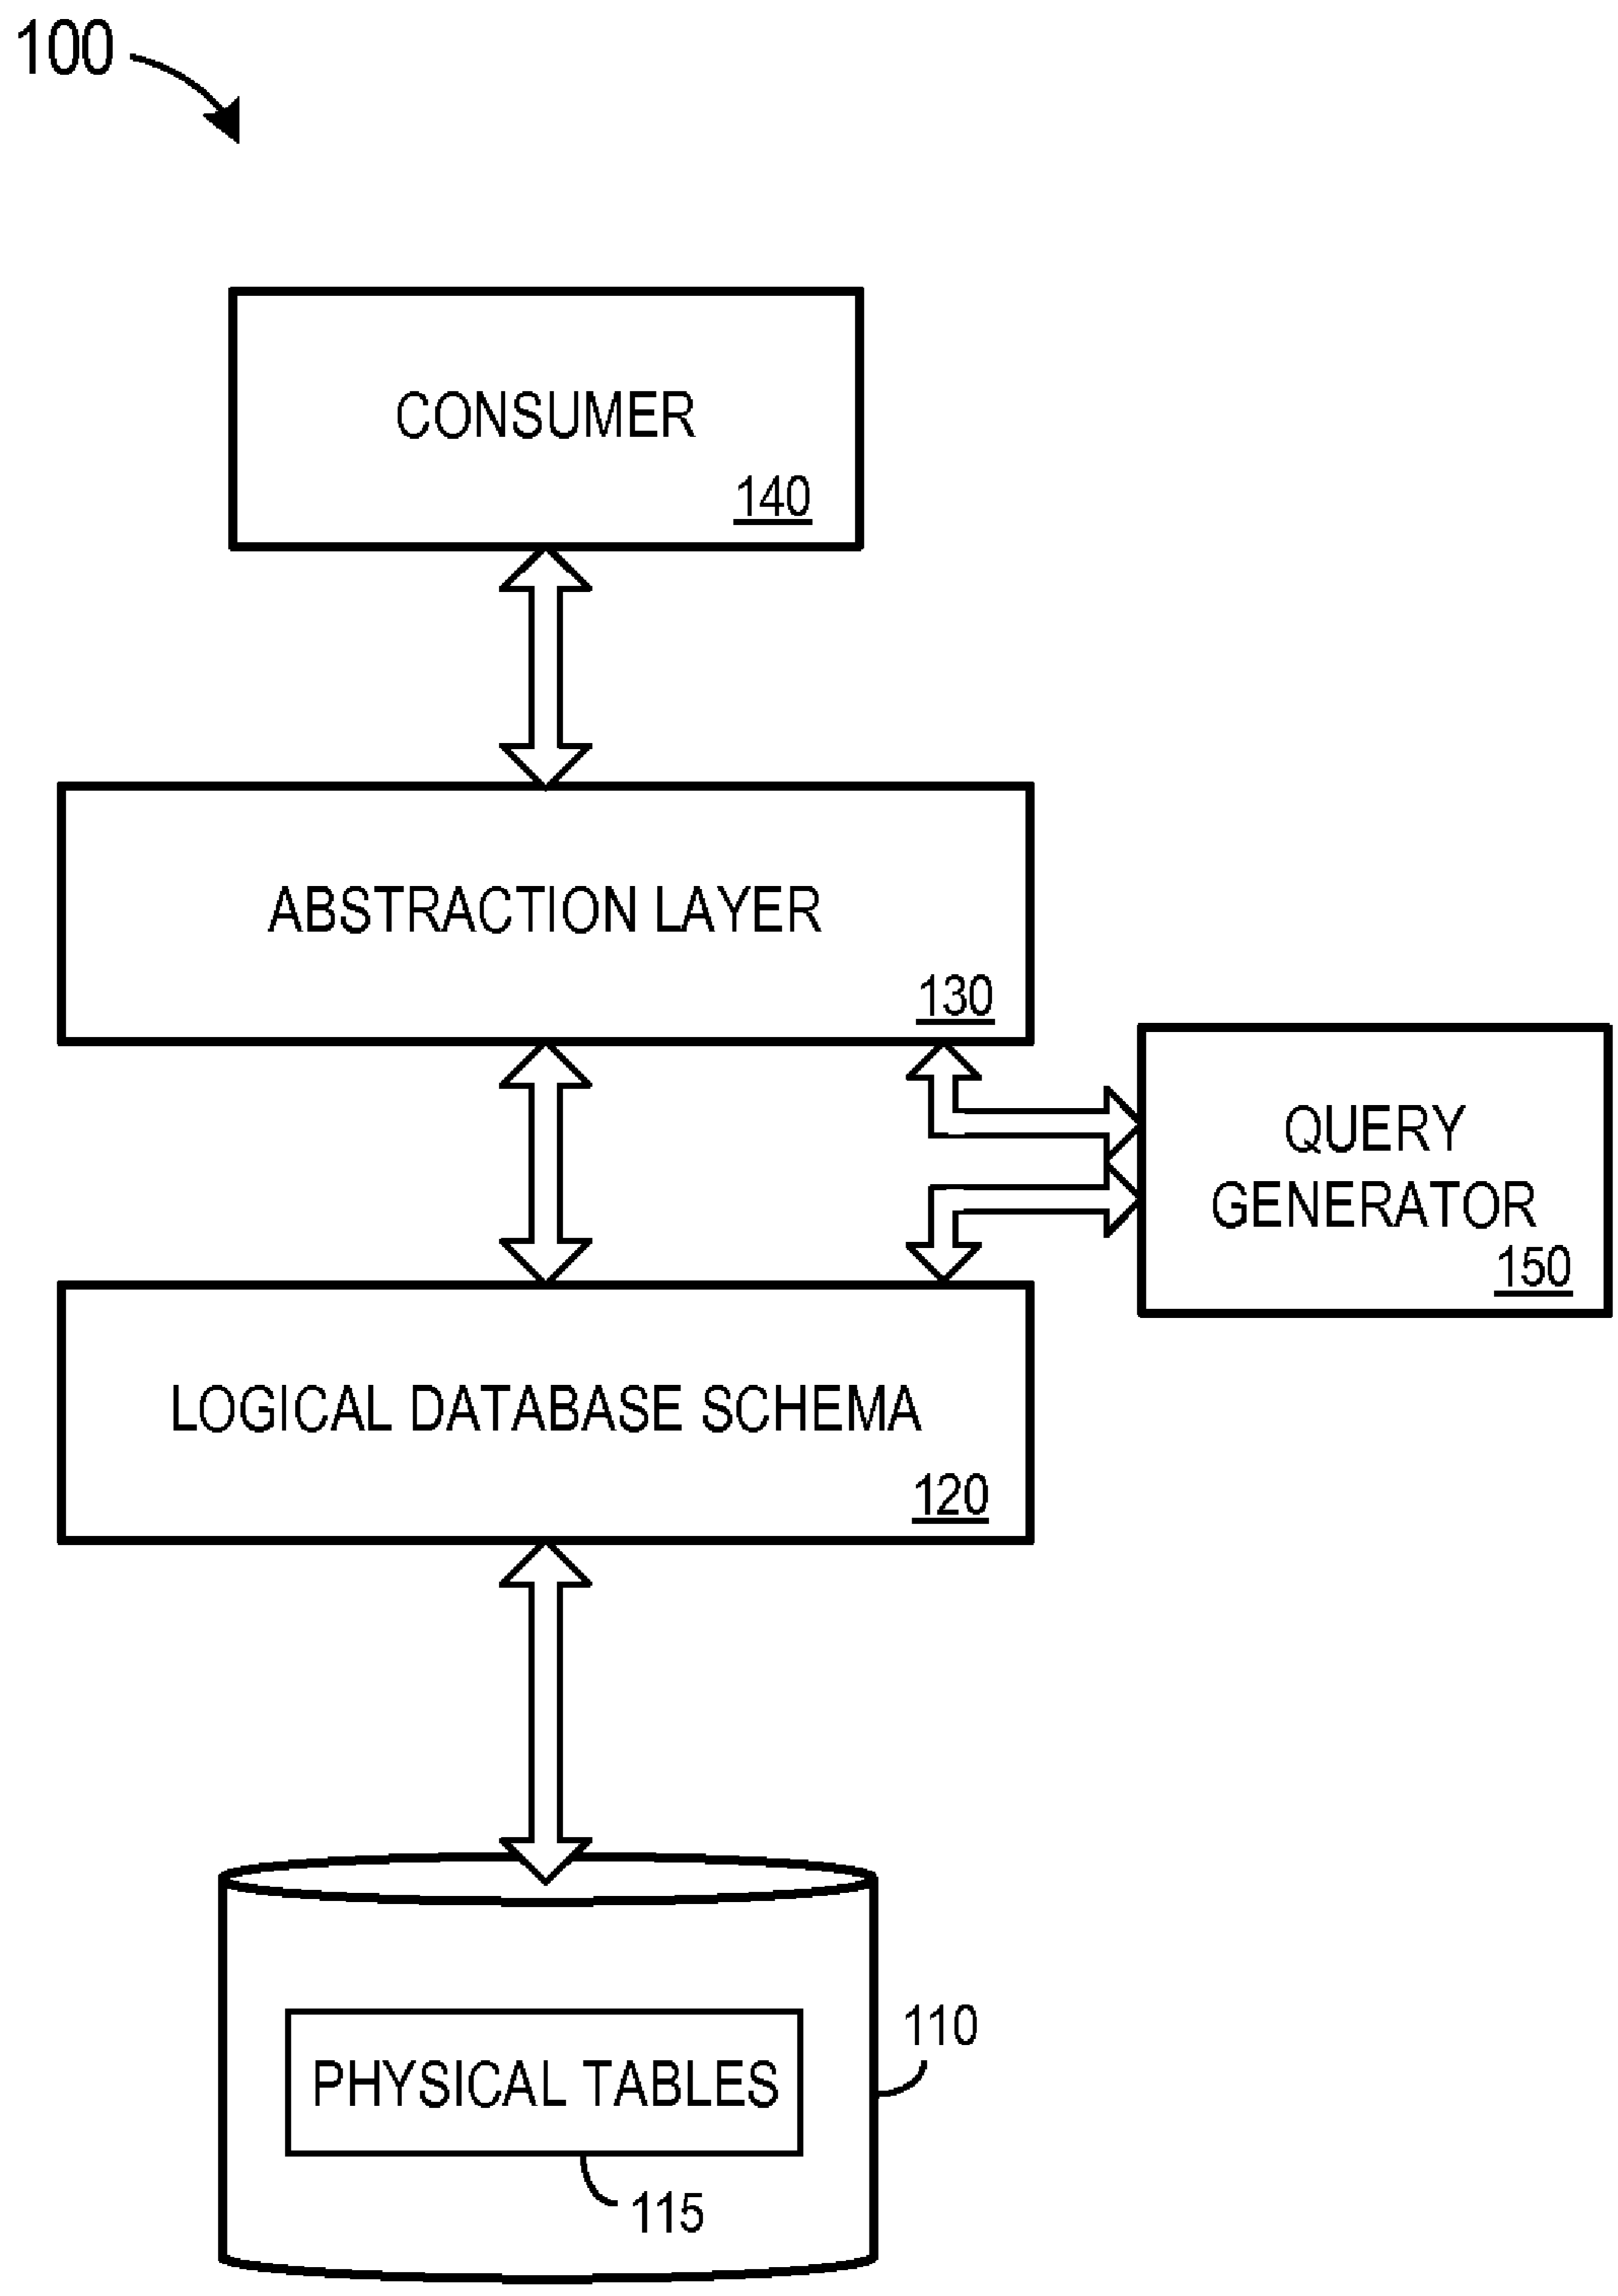 100
CONSUMER
140
ABSTRACTION LAYER
130
QUERY
GENERATOR
150
LOGICAL DATABASE SCHEMA
120
110
PHYSICAL TABLES
115